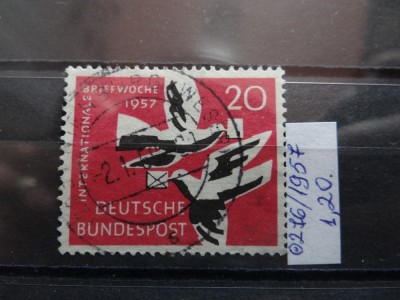 INTERNATIONALE
BRIEFWOCHE
1957
20
DEUTSCHE
BUNDESPOST
⊙276/1957
1,20.